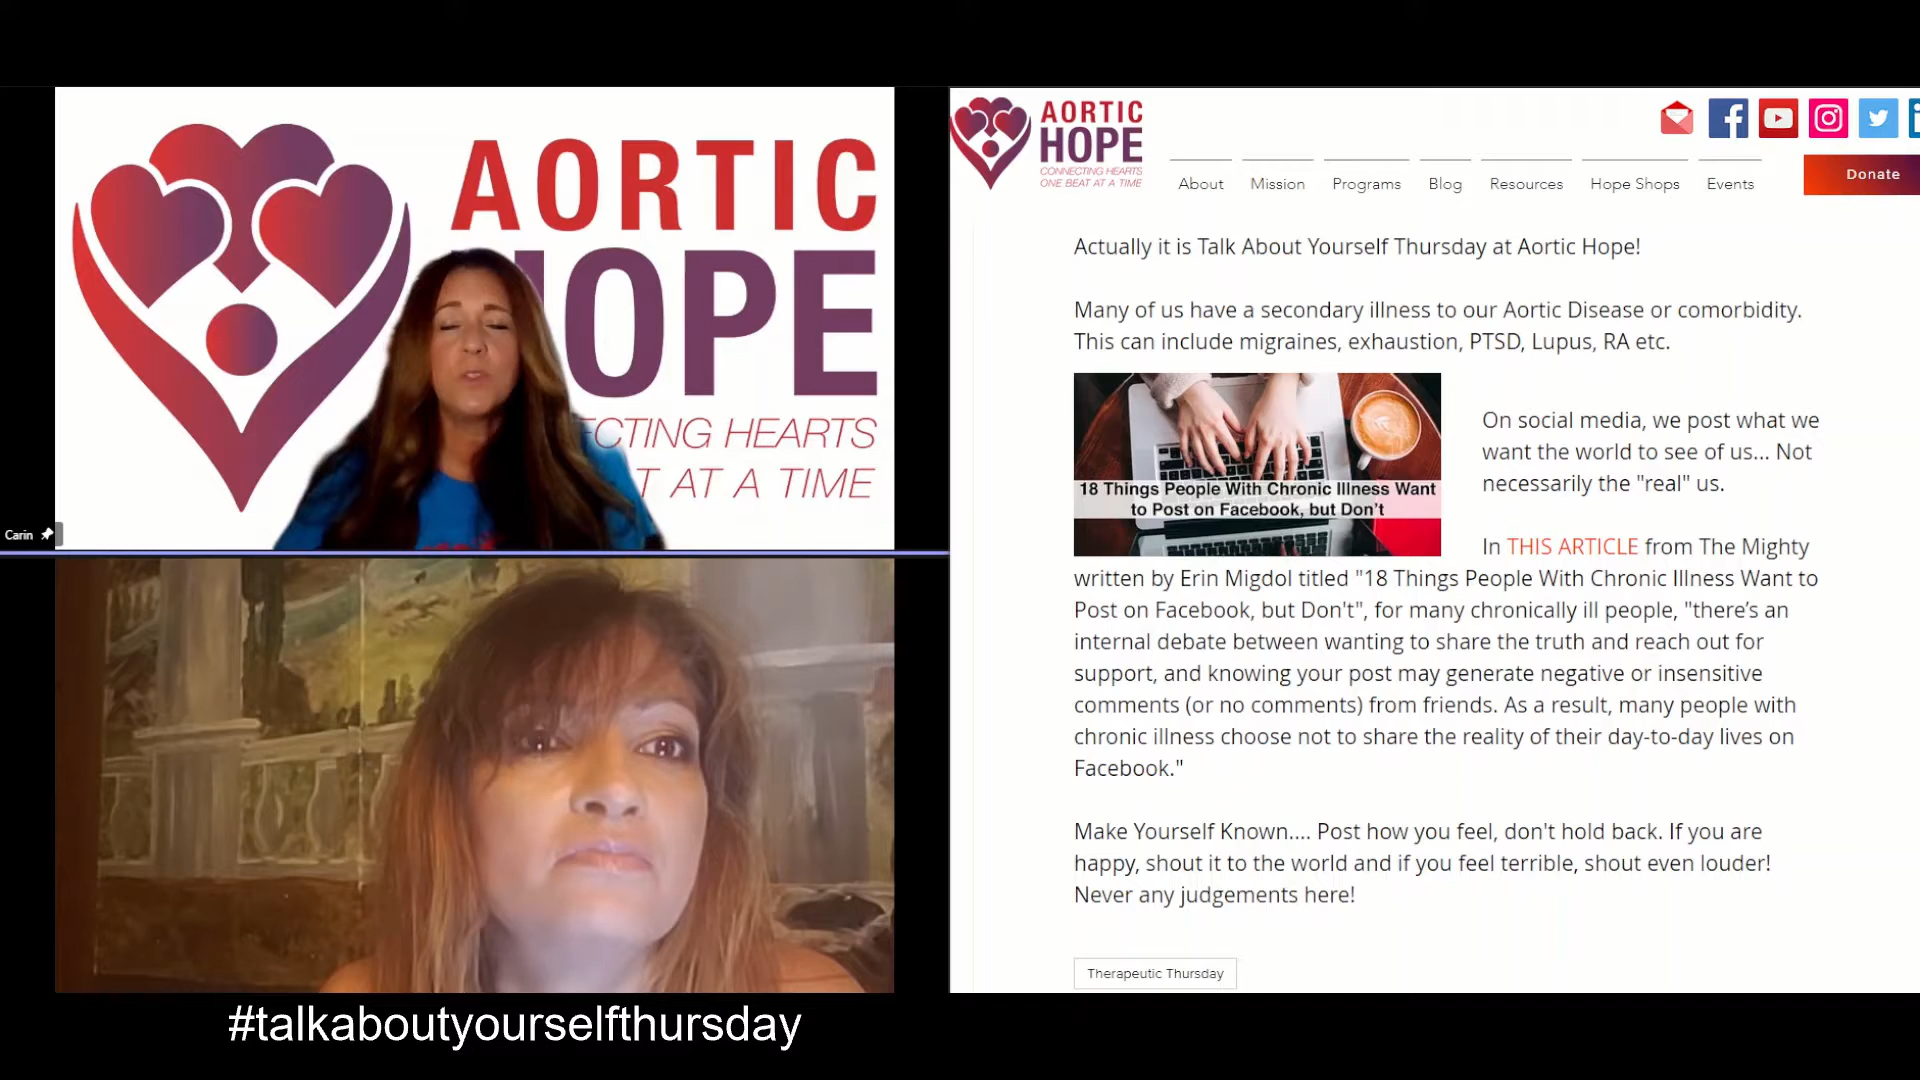 AORTIC
HOPE
CTING HEARTS
T AT A TIME
Carin
#talkaboutyourselfthursday
AORTIC
HOPE
CONNECTING HEARTS
ONE BEAT AT A TIME
About Mission Programs Blog Resources Hope Shops Events
Donate
Actually it is Talk About Yourself Thursday at Aortic Hope!
Many of us have a secondary illness to our Aortic Disease or comorbidity.
This can include migraines, exhaustion, PTSD, Lupus, RA etc.
18 Things People With Chronic Illness Want
to Post on Facebook, but Don't
On social media, we post what we
want the world to see of us... Not
necessarily the "real" us.
In THIS ARTICLE from The Mighty
written by Erin Migdol titled "18 Things People With Chronic Illness Want to
Post on Facebook, but Don't", for many chronically ill people, "there’s an
internal debate between wanting to share the truth and reach out for
support, and knowing your post may generate negative or insensitive
comments (or no comments) from friends. As a result, many people with
chronic illness choose not to share the reality of their day-to-day lives on
Facebook."
Make Yourself Known.... Post how you feel, don't hold back. If you are
happy, shout it to the world and if you feel terrible, shout even louder!
Never any judgements here!
Therapeutic Thursday